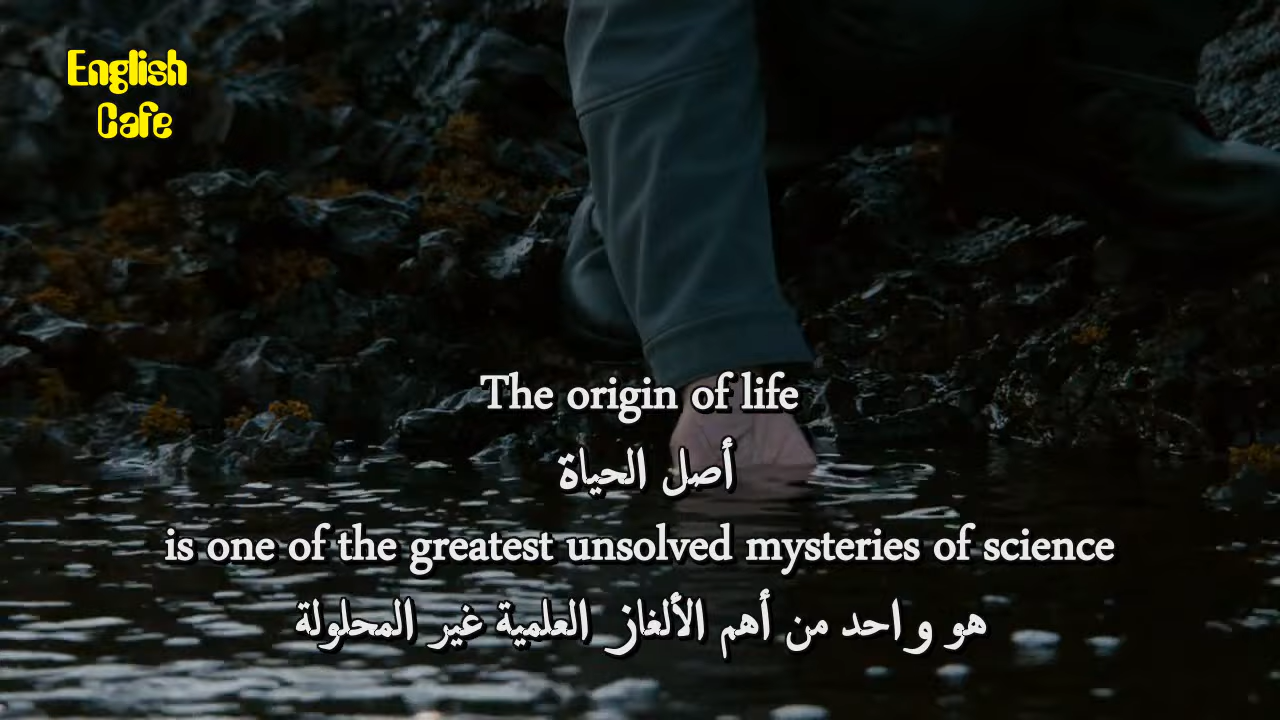 English
Cafe
The origin of life
أصل الحياة
is one of the greatest unsolved mysteries of science
هو واحد من أهم الألغاز العلمية غير المحلولة